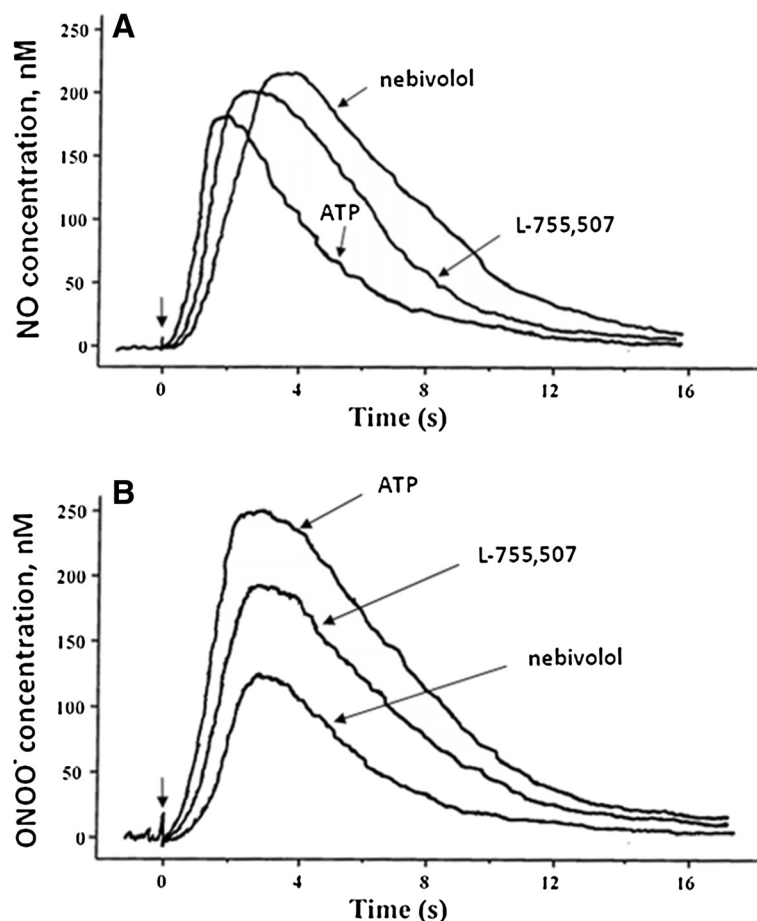 A
NO concentration, nM
250
200
150
100
50
0
nebivolol
ATP
L-755,507
0 4 8 12 16
Time (s)
B
ONOO⁻ concentration, nM
250
200
150
100
50
0
ATP
L-755,507
nebivolol
0 4 8 12 16
Time (s)